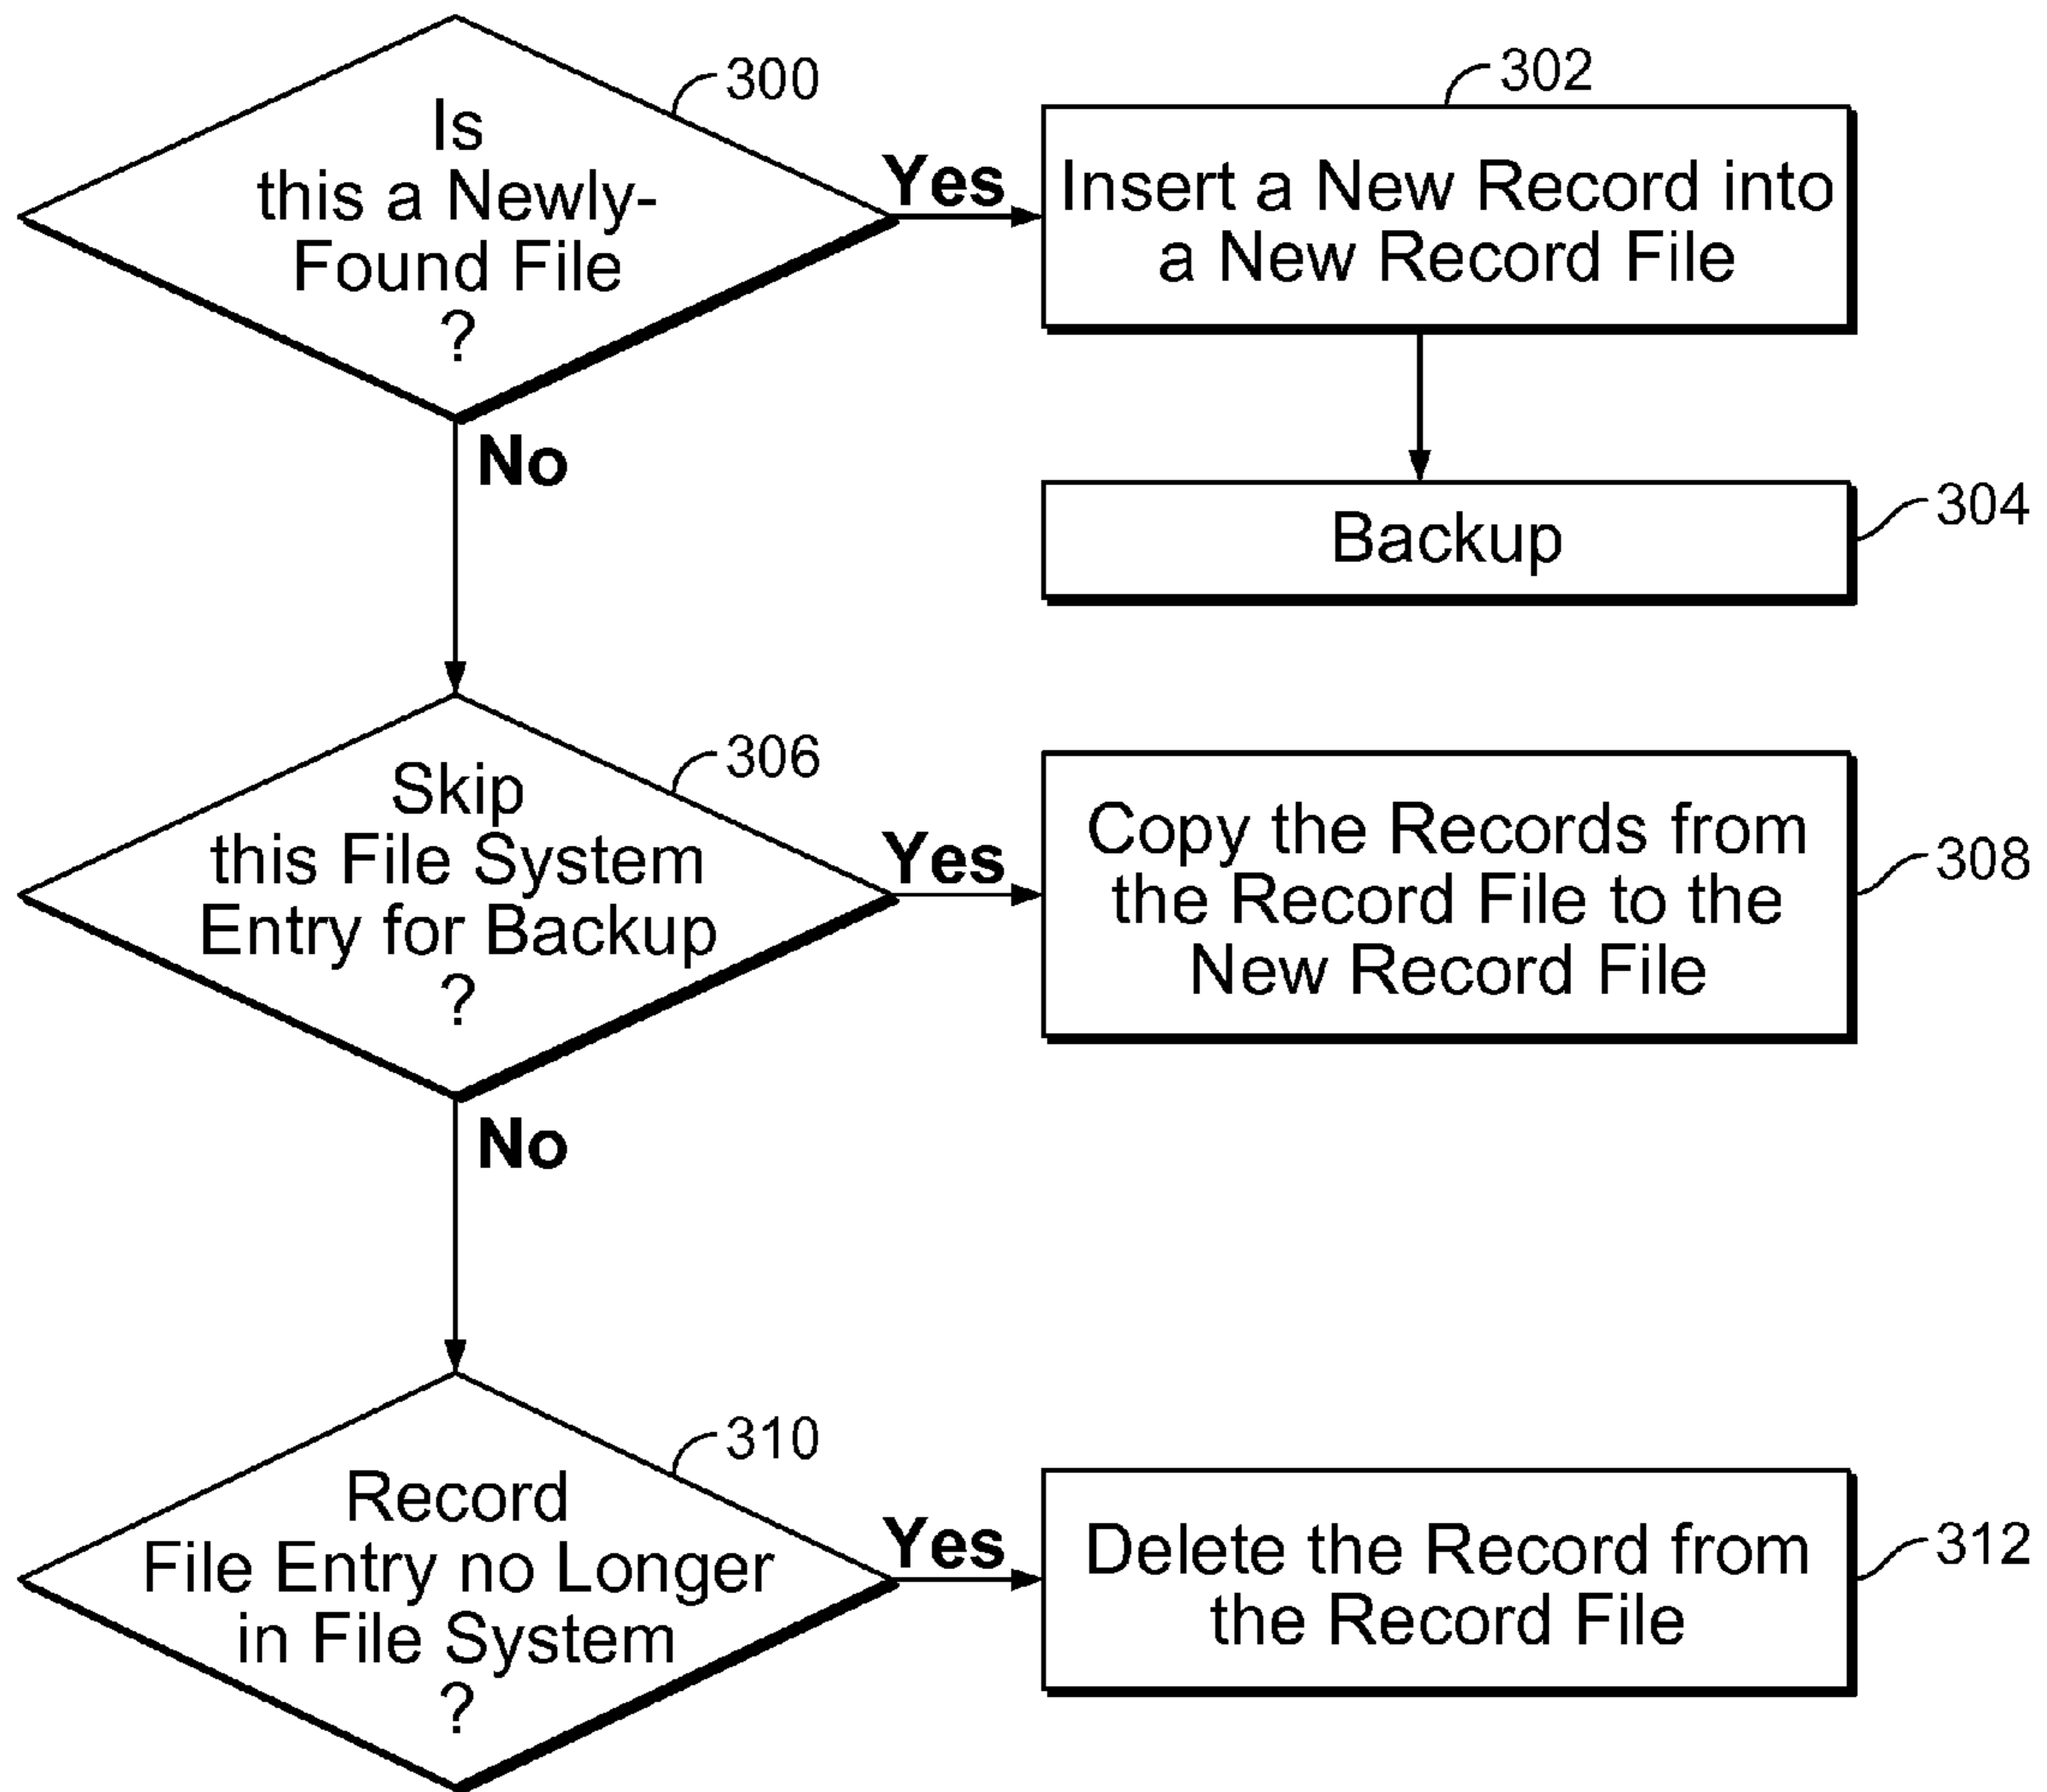 300
Is
this a Newly-
Found File
?
Yes
302
Insert a New Record into
a New Record File
No
Backup
304
306
Skip
this File System
Entry for Backup
?
Yes
Copy the Records from
the Record File to the
New Record File
308
No
310
Record
File Entry no Longer
in File System
?
Yes
Delete the Record from
the Record File
312